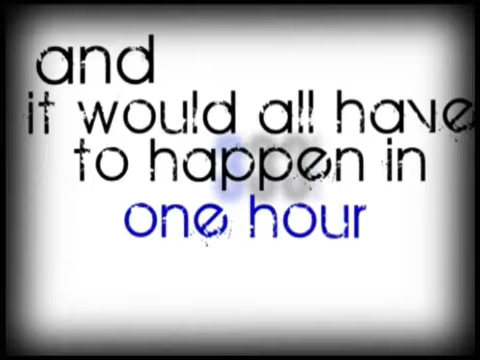 and
it would all have
to happen in
one hour